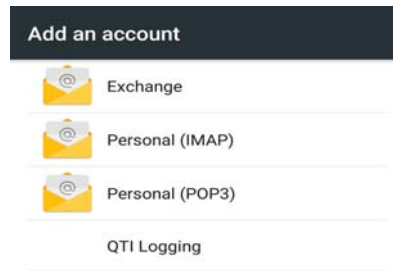 Add an account
Exchange
Personal (IMAP)
Personal (POP3)
QTI Logging